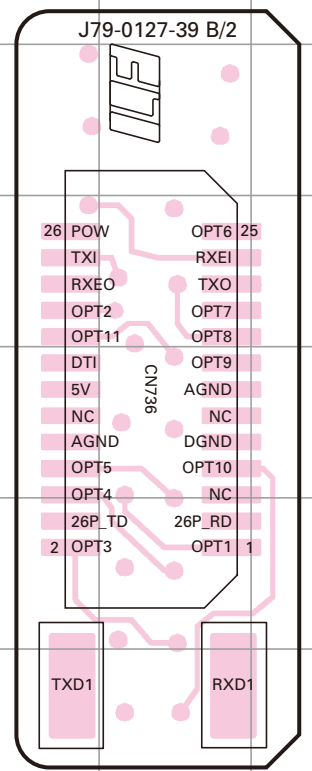 J79-0127-39 B/2
26 POW OPT6 25
TXI RXEI
RXEO TXO
OPT2 OPT7
OPT11 OPT8
DTI OPT9
5V AGND
CN736
NC NC
AGND DGND
OPT5 OPT10
OPT4 NC
26P_TD 26P_RD
2 OPT3 OPT1 1
TXD1 RXD1